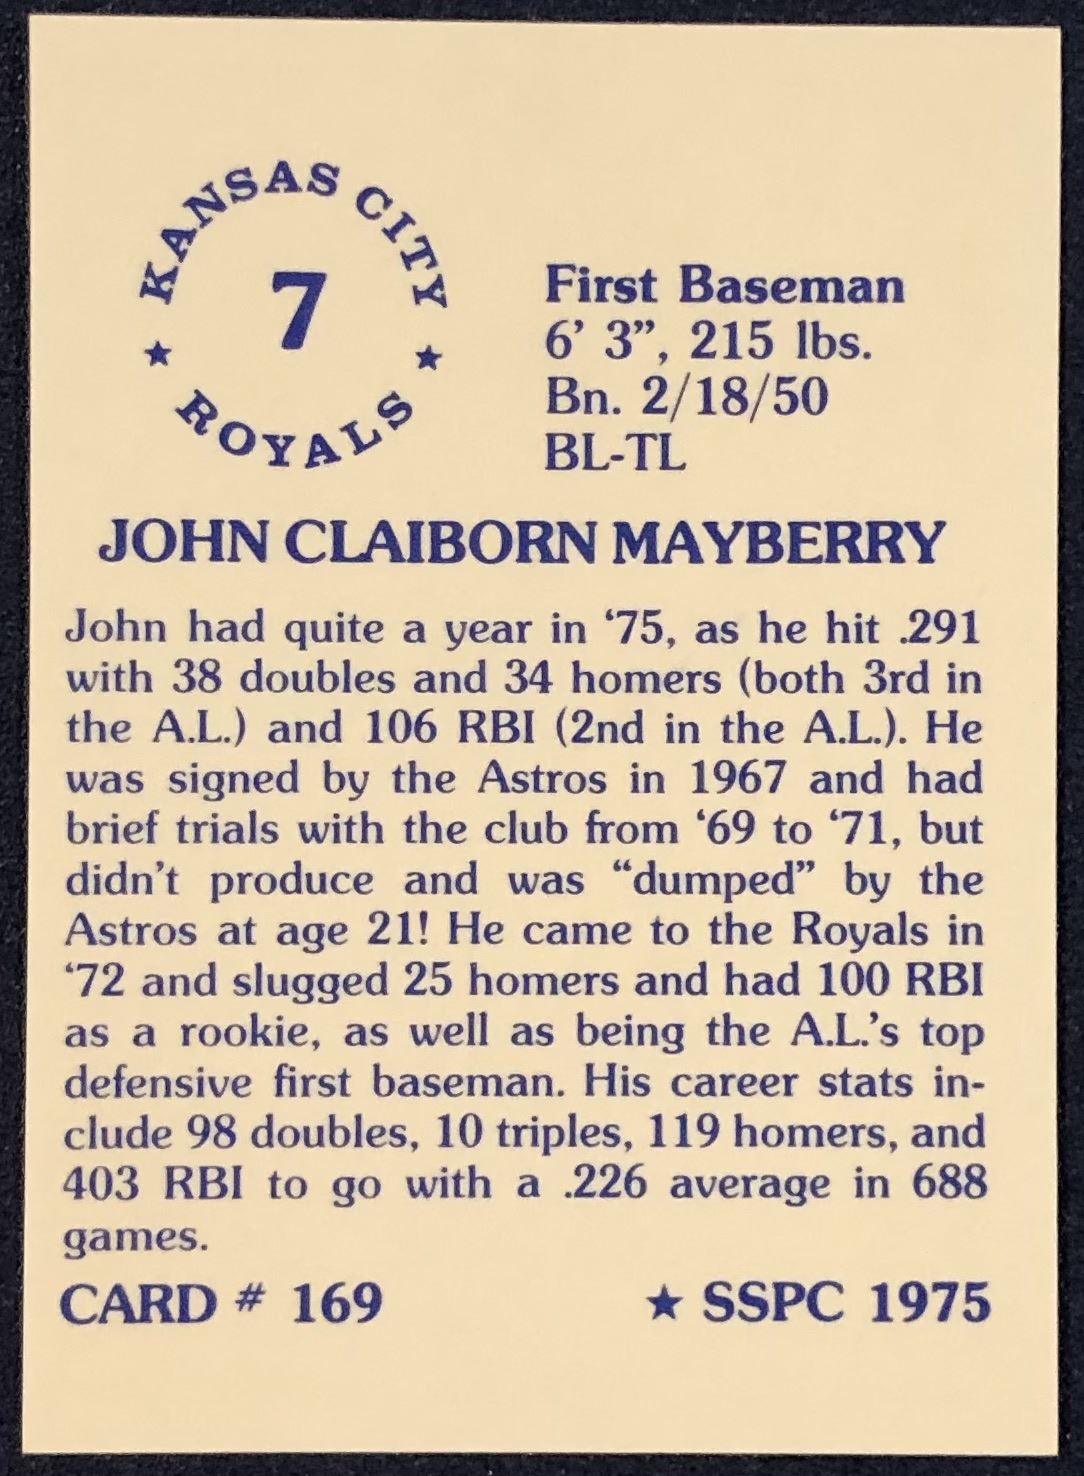 KANSAS CITY
7
★ ROYALS ★
First Baseman
6’ 3”, 215 lbs.
Bn. 2/18/50
BL-TL
JOHN CLAIBORN MAYBERRY
John had quite a year in ‘75, as he hit .291
with 38 doubles and 34 homers (both 3rd in
the A.L.) and 106 RBI (2nd in the A.L.). He
was signed by the Astros in 1967 and had
brief trials with the club from ‘69 to ‘71, but
didn’t produce and was “dumped” by the
Astros at age 21! He came to the Royals in
‘72 and slugged 25 homers and had 100 RBI
as a rookie, as well as being the A.L.’s top
defensive first baseman. His career stats in-
clude 98 doubles, 10 triples, 119 homers, and
403 RBI to go with a .226 average in 688
games.
CARD # 169
★ SSPC 1975